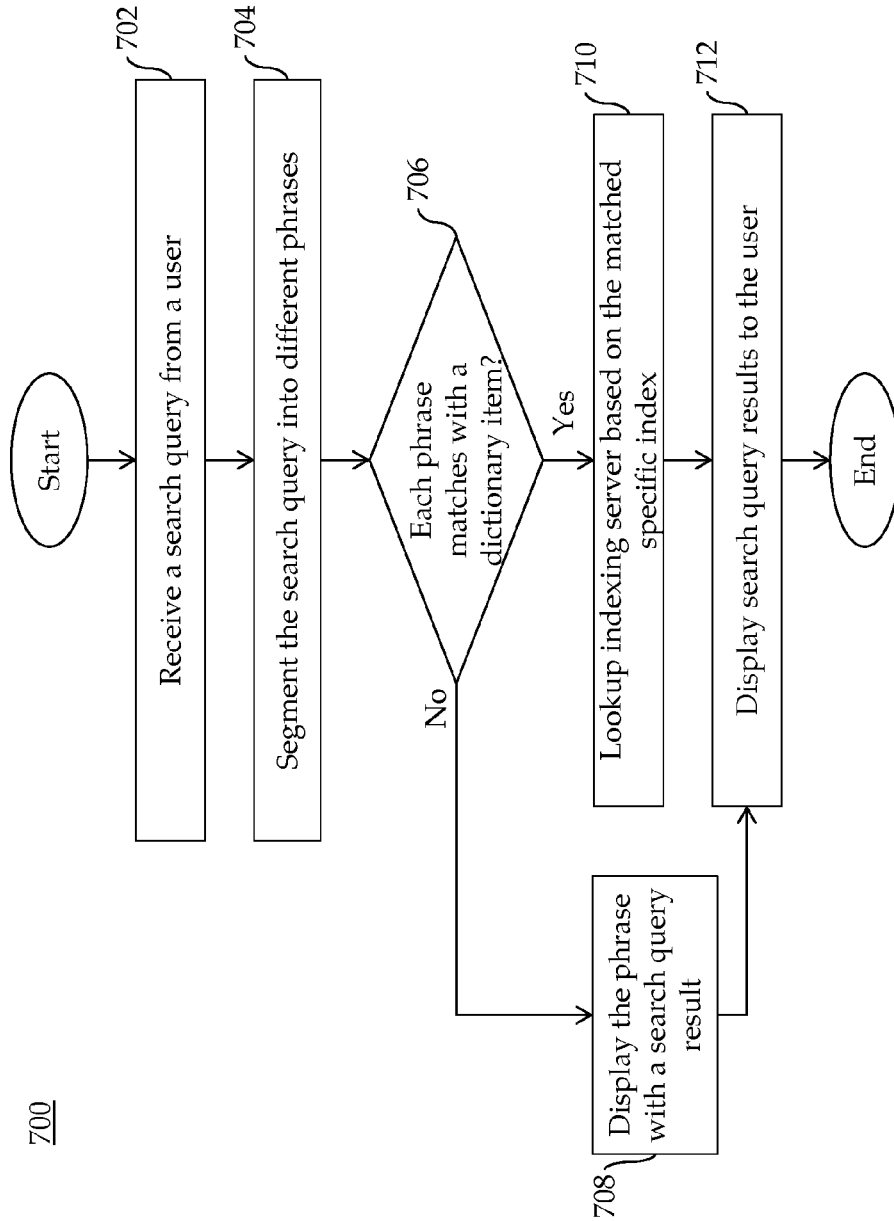 700
Start
702
Receive a search query from a user
704
Segment the search query into different phrases
706
Each phrase
matches with a
dictionary item?
No
Yes
708
Display the phrase
with a search query
result
710
Lookup indexing server based on the matched
specific index
712
Display search query results to the user
End